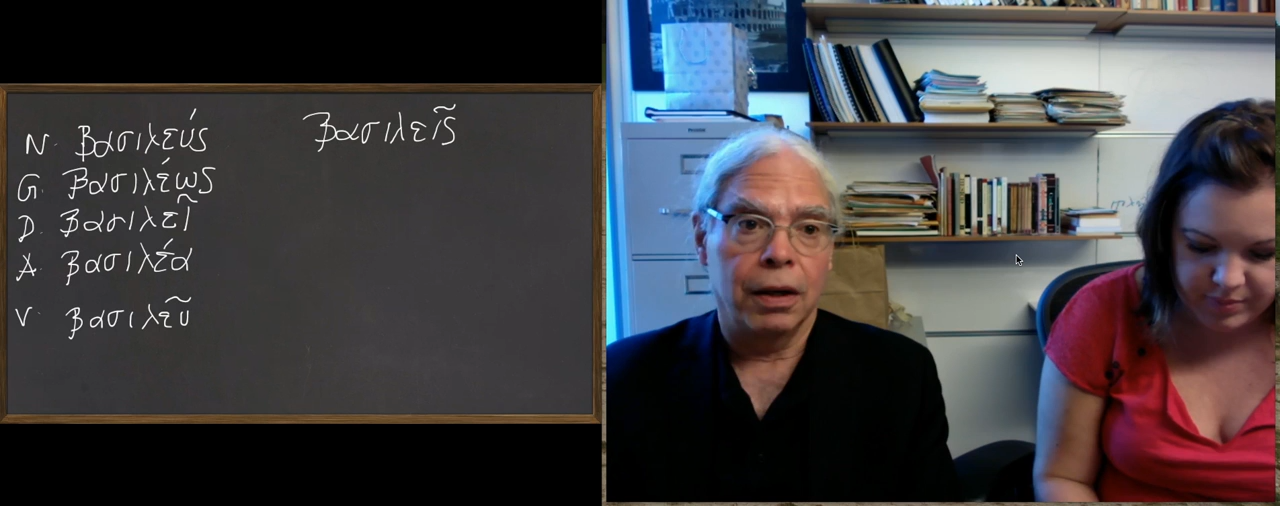 N. βασιλεύς βασιλεῖς
G. βασιλέως
D. βασιλεῖ
A. βασιλέα
V. βασιλεῦ